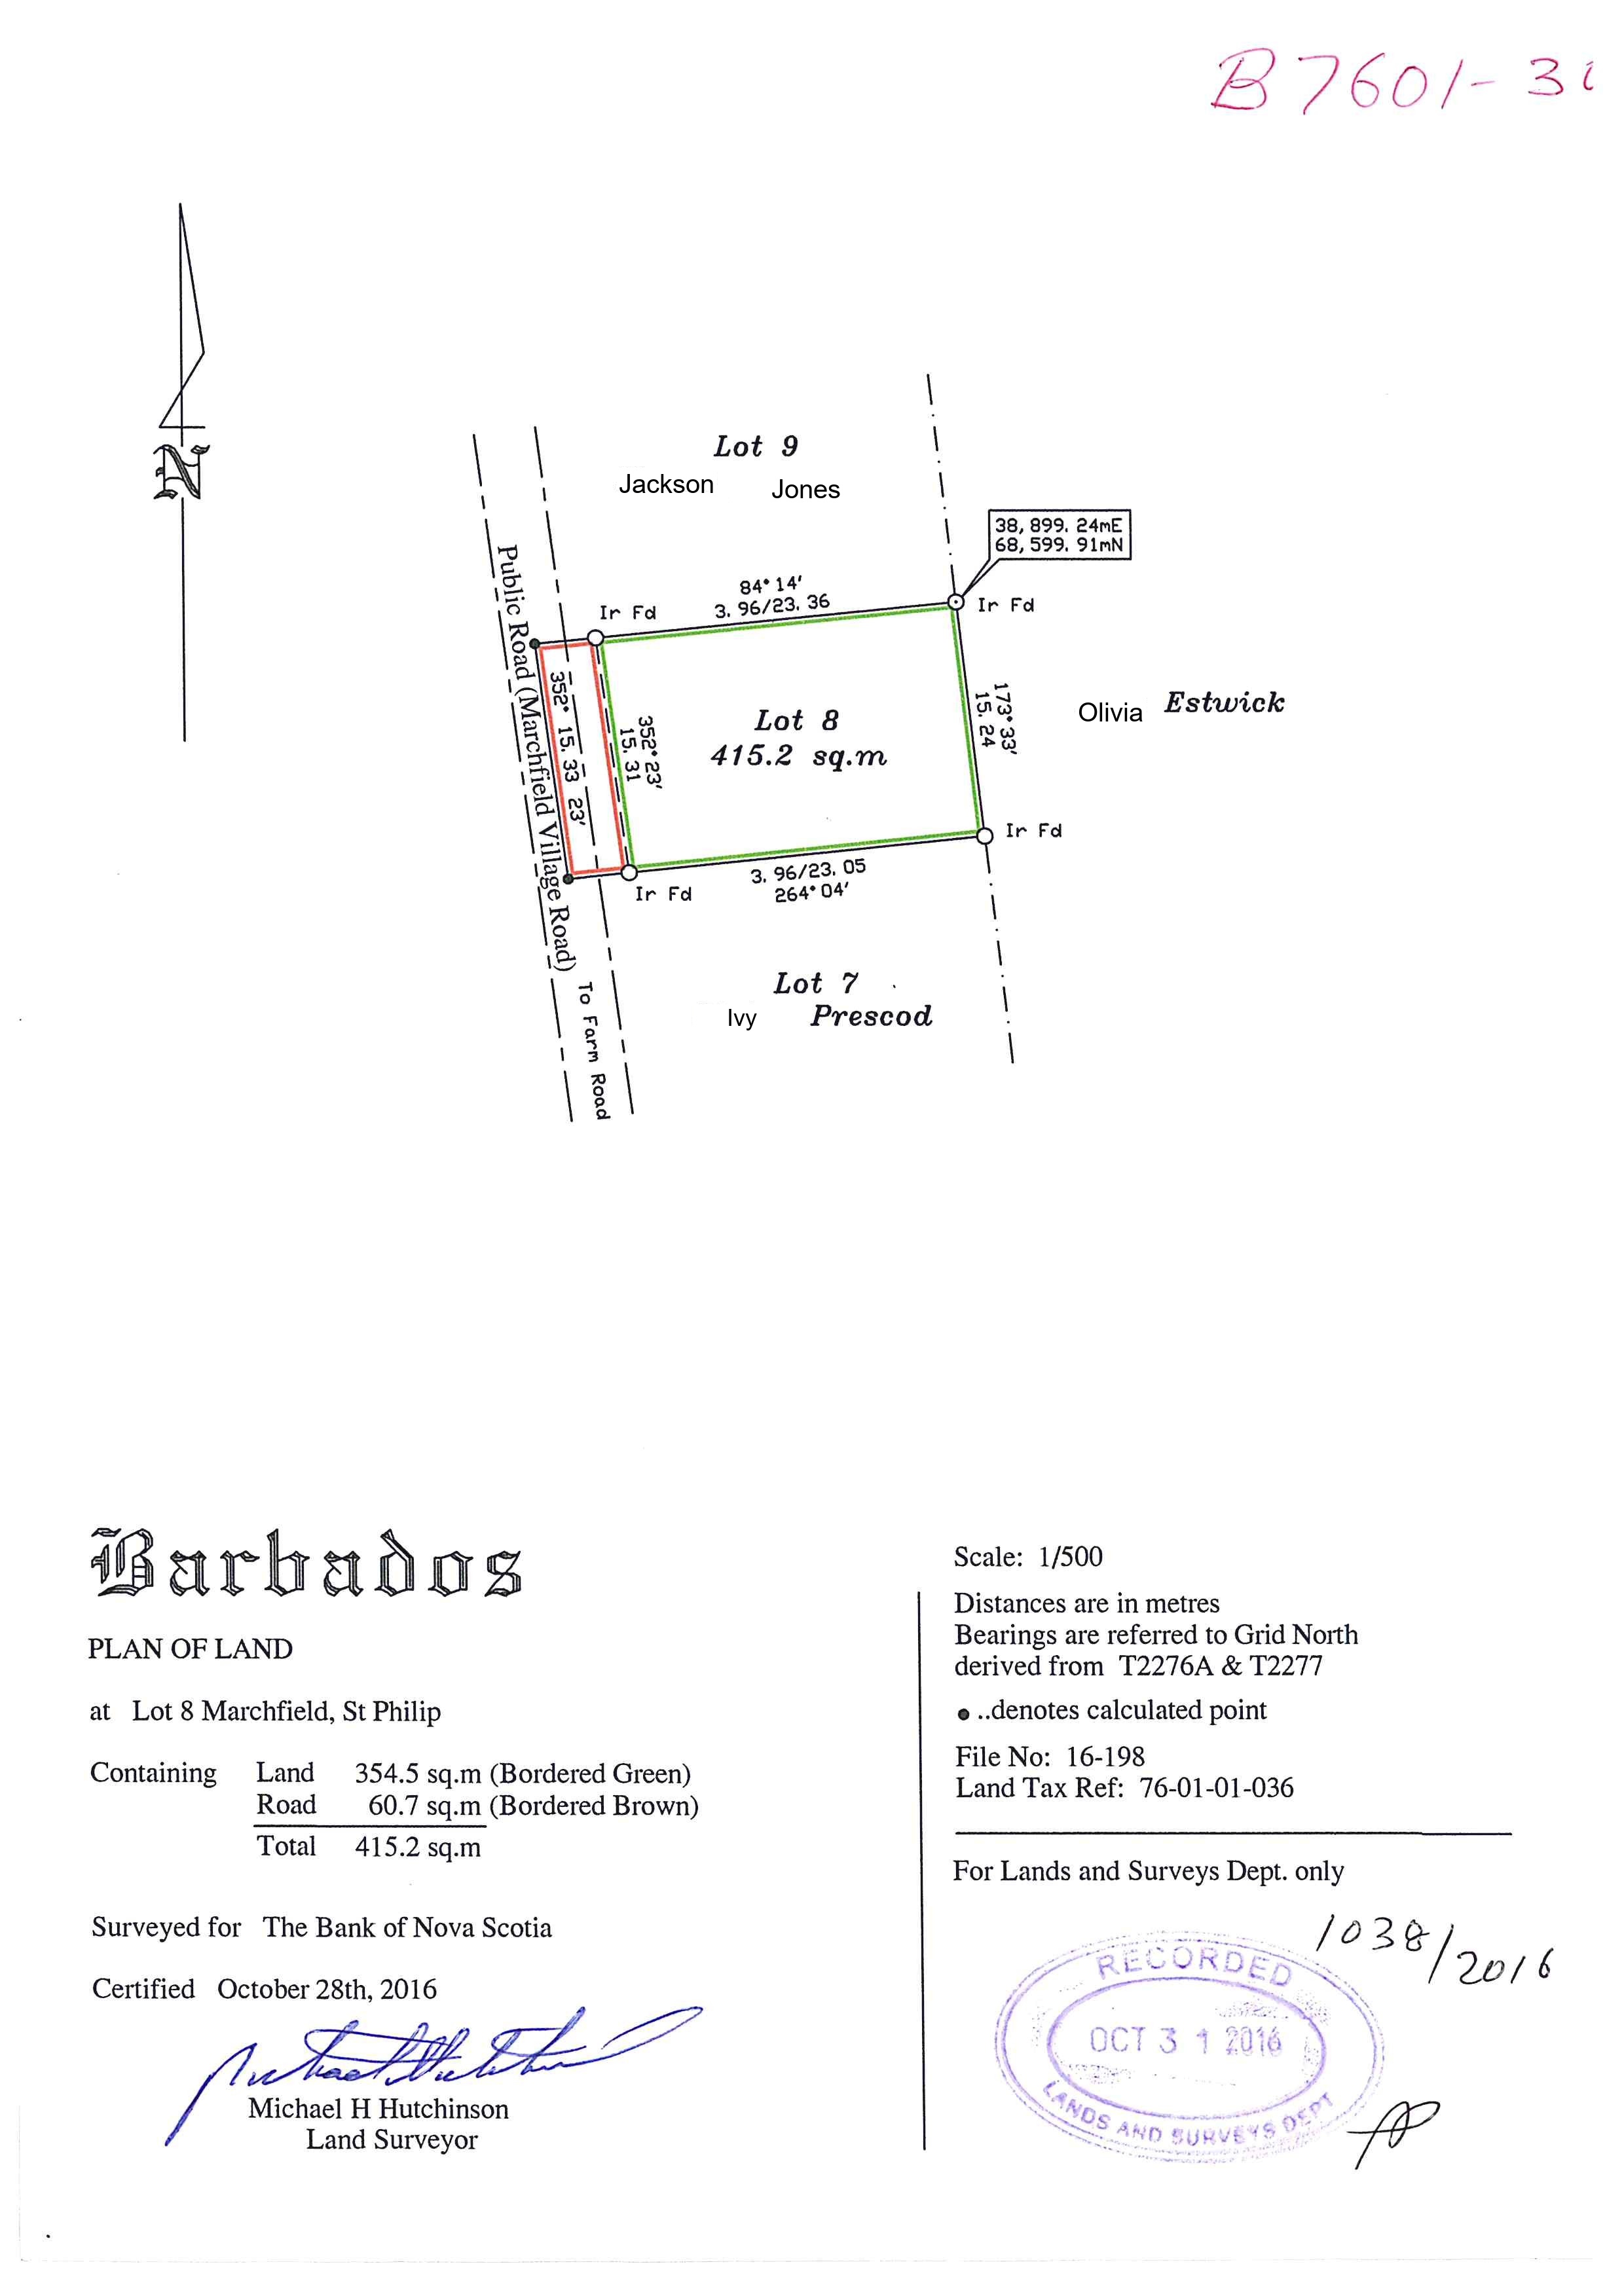 B7601-3
N
Lot 9
Jackson Jones
38,899.24mE
68,599.91mN
84°14'
3.96/23.36
Ir Fd
Ir Fd
Public Road (Marchfield Village Road)
352° 23'
15.33
352°23'
15.31
Lot 8
415.2 sq.m
173°33'
15.24
Olivia Estwick
Ir Fd
3.96/23.05
264°04'
Ir Fd
Lot 7
Ivy Prescod
To Farm Road
Barbados
PLAN OF LAND
at Lot 8 Marchfield, St Philip
Containing Land 354.5 sq.m (Bordered Green)
Road 60.7 sq.m (Bordered Brown)
Total 415.2 sq.m
Surveyed for The Bank of Nova Scotia
Certified October 28th, 2016
Michael H Hutchinson
Land Surveyor
Scale: 1/500
Distances are in metres
Bearings are referred to Grid North
derived from T2276A & T2277
..denotes calculated point
File No: 16-198
Land Tax Ref: 76-01-01-036
For Lands and Surveys Dept. only
1038/2016
RECORDED
OCT 31 2016
LANDS AND SURVEYS DEPT